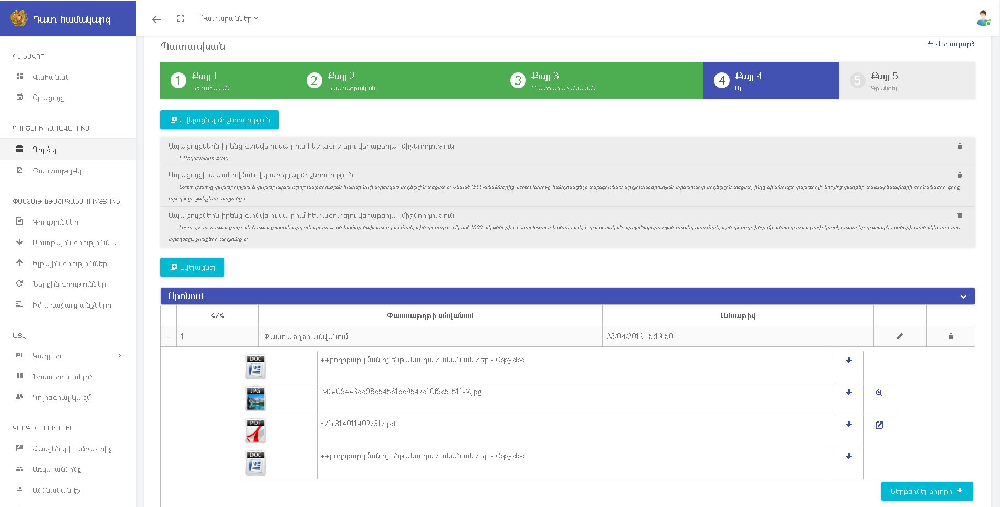 Դատ. համակարգ
Դատարաններ
ԳԼԽԱՎՈՐ
Վահանակ
Օրացույց
ԳՈՐԾԵՐԻ ԿԱՌԱՎԱՐՈՒՄ
Գործեր
Փաստաթղթեր
ՓԱՍՏԱԹՂԹԱՇՐՋԱՆԱՌՈՒԹՅՈՒՆ
Գրություններ
Մուտքային գրությունն...
Ելքային գրություններ
Ներքին գրություններ
Իմ առաջադրանքները
ԱՅԼ
Կադրեր
Նիստերի դահլիճ
Կոլիեգիալ կազմ
ԿԱՐԳԱՎՈՐՈՒՄՆԵՐ
Հասցեների խմբագրիչ
Առկա անձինք
Անձնական էջ
Պատասխան
Վերադարձ
1 Քայլ 1
Ներածական
2 Քայլ 2
Նկարագրական
3 Քայլ 3
Պատճառաբանական
4 Քայլ 4
Այլ
5 Քայլ 5
Գրանցել
Ավելացնել միջնորդություն
Ապացույցներն իրենց գտնվելու վայրում հետազոտելու վերաբերյալ միջնորդություն
* Բովանդակություն
Ապացույցի ապահովման վերաբերյալ միջնորդություն
Lorem Ipsum-ը տպագրության և տպագրական արդյունաբերության համար նախատեսված մոդելային տեքստ է: Սկսած 1500-ականներից՝ Lorem Ipsum-ը հանդիսացել է տպագրական արդյունաբերության ստանդարտ մոդելային տեքստ, ինչը մի անհայտ տպագրիչի կողմից տարբեր տառատեսակների օրինակների գիրք
ստեղծելու ջանքերի արդյունք է:
Ապացույցներն իրենց գտնվելու վայրում հետազոտելու վերաբերյալ միջնորդություն
Lorem Ipsum-ը տպագրության և տպագրական արդյունաբերության համար նախատեսված մոդելային տեքստ է: Սկսած 1500-ականներից՝ Lorem Ipsum-ը հանդիսացել է տպագրական արդյունաբերության ստանդարտ մոդելային տեքստ, ինչը մի անհայտ տպագրիչի կողմից տարբեր տառատեսակների օրինակների գիրք
ստեղծելու ջանքերի արդյունք է:
Ավելացնել
Որոնում
Հ/Հ Փաստաթղթի անվանում Ամսաթիվ
1 Փաստաթղթի անվանում 23/04/2019 15:19:50
DOC ++բողոքարկման ոչ ենթակա դատական ակտեր - Copy.doc
JPG IMG-09443dd98e54561de9547c20f9c51512-V.jpg
PDF E72r3140114027317.pdf
DOC ++բողոքարկման ոչ ենթակա դատական ակտեր - Copy.doc
Ներբեռնել բոլորը